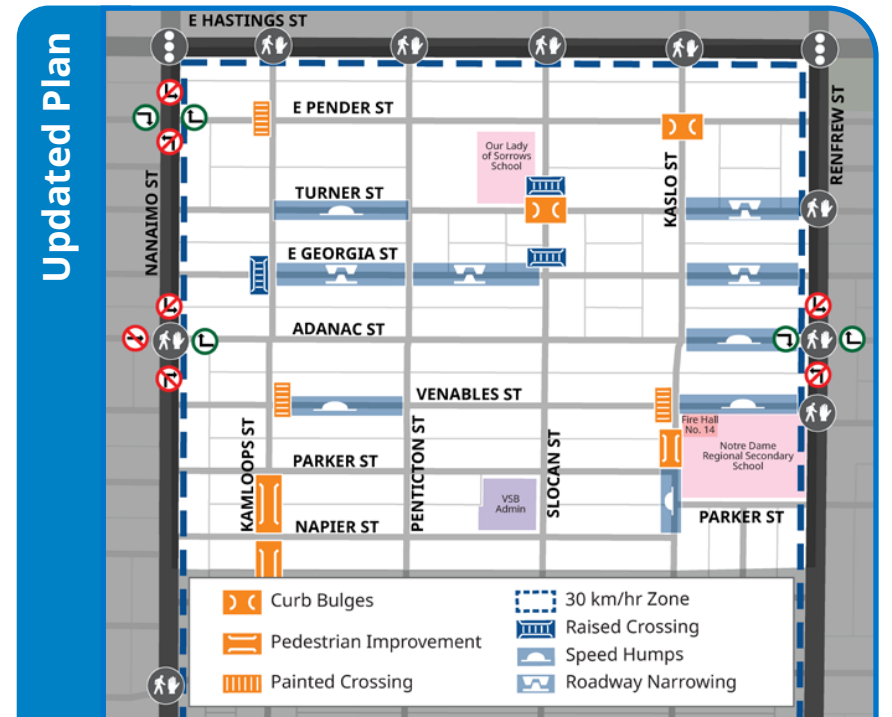 Updated Plan
E HASTINGS ST
E PENDER ST
Our Lady
of Sorrows
School
RENFREW ST
KASLO ST
TURNER ST
NANAIMO ST
E GEORGIA ST
ADANAC ST
VENABLES ST
Fire Hall
No. 14
Notre Dame
Regional Secondary
School
KAMLOOPS ST
PENTICTON ST
SLOCAN ST
PARKER ST
VSB
Admin
PARKER ST
NAPIER ST
Curb Bulges
Pedestrian Improvement
Painted Crossing
30 km/hr Zone
Raised Crossing
Speed Humps
Roadway Narrowing